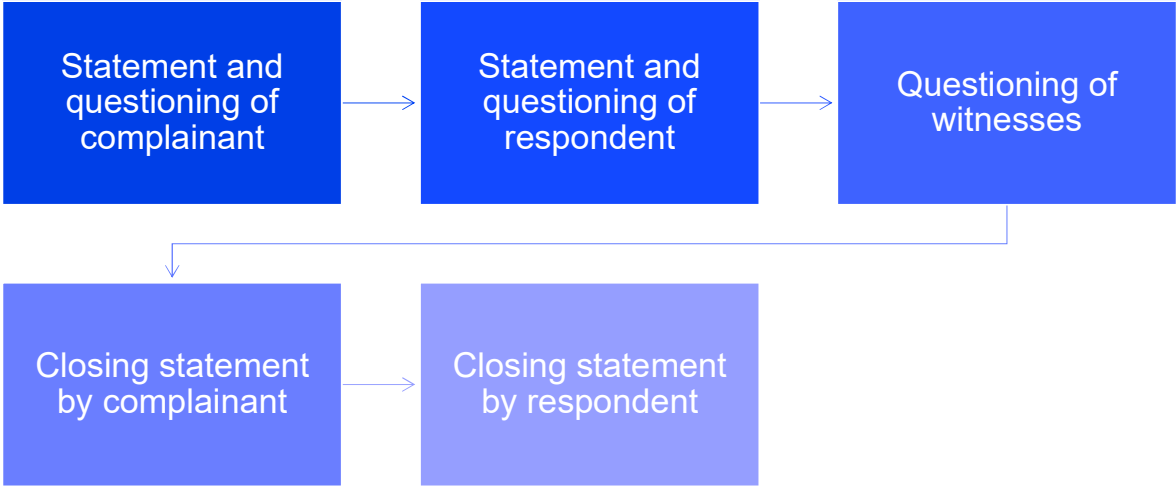 Statement and
questioning of
complainant
Statement and
questioning of
respondent
Questioning of
witnesses
Closing statement
by complainant
Closing statement
by respondent